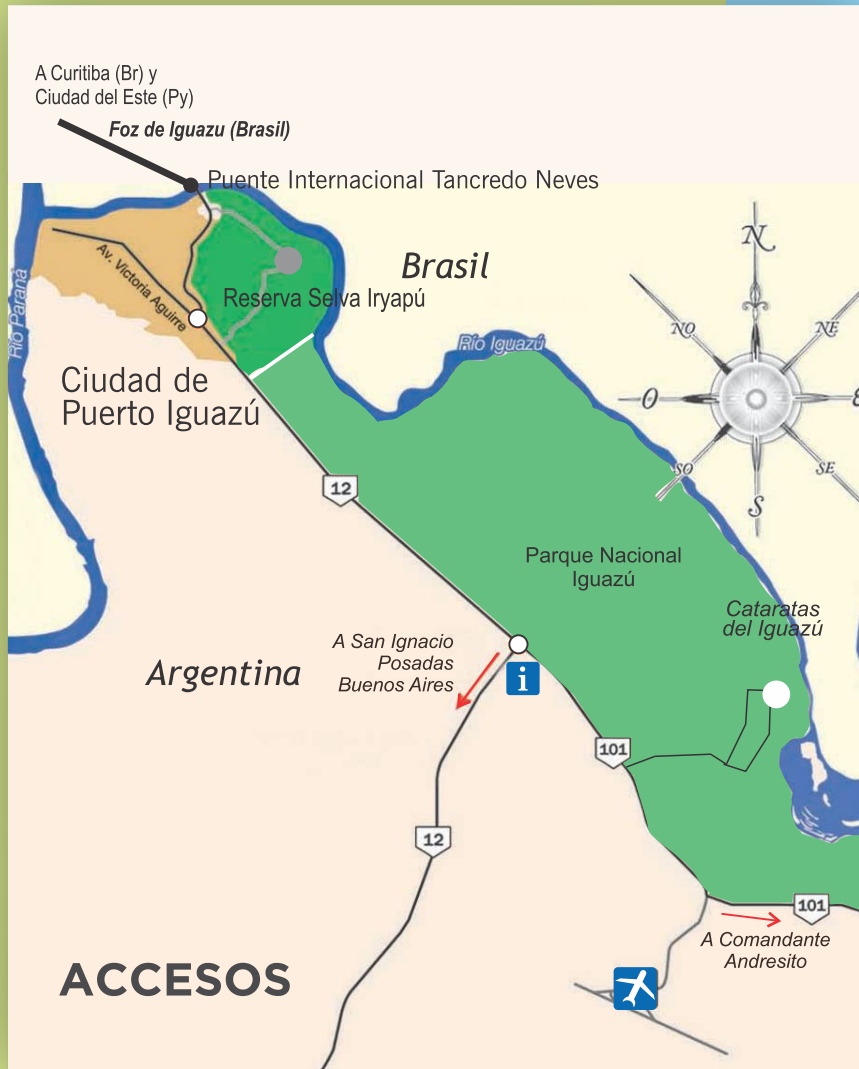 A Curitiba (Br) y
Ciudad del Este (Py)
Foz de Iguazu (Brasil)
Puente Internacional Tancredo Neves
Brasil
N
NO
NE
O
E
SO
SE
S
Av. Victoria Aguirre
Río Paraná
Reserva Selva Iryapú
Río Iguazú
Ciudad de
Puerto Iguazú
12
Parque Nacional
Iguazú
Cataratas
del Iguazú
A San Ignacio
Posadas
Buenos Aires
Argentina
i
101
12
101
A Comandante
Andresito
ACCESOS